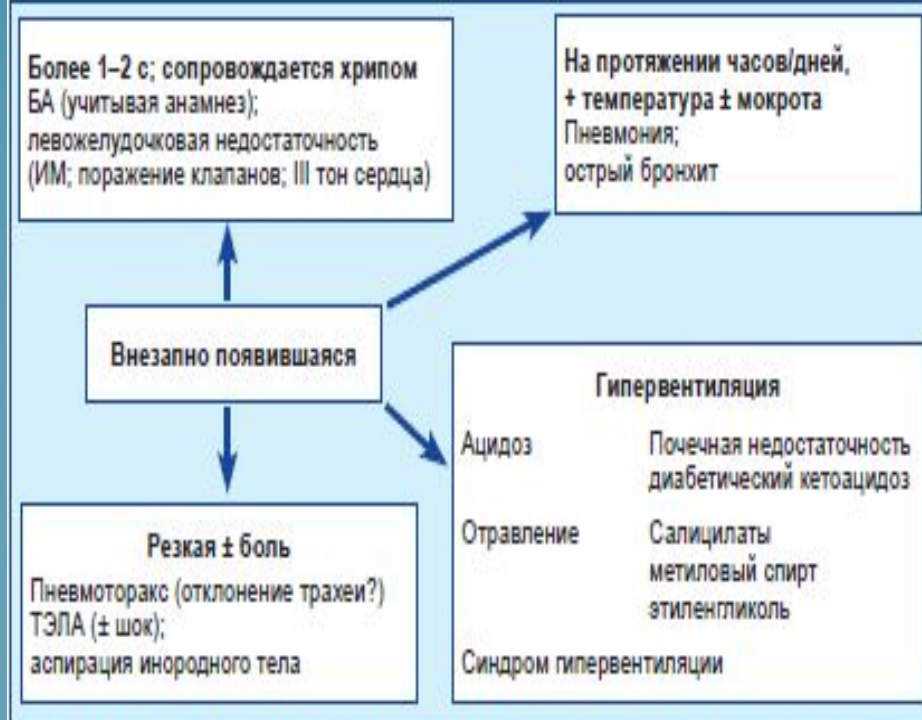 Более 1–2 с; сопровождается хрипом
БА (учитывая анамнез);
левожелудочковая недостаточность
(ИМ; поражение клапанов; III тон сердца)
На протяжении часов/дней,
+ температура ± мокрота
Пневмония;
острый бронхит
Внезапно появившаяся
Резкая ± боль
Пневмоторакс (отклонение трахеи?)
ТЭЛА (± шок);
аспирация инородного тела
Гипервентиляция
Ацидоз Почечная недостаточность
диабетический кетоацидоз
Отравление Салицилаты
метиловый спирт
этиленгликоль
Синдром гипервентиляции